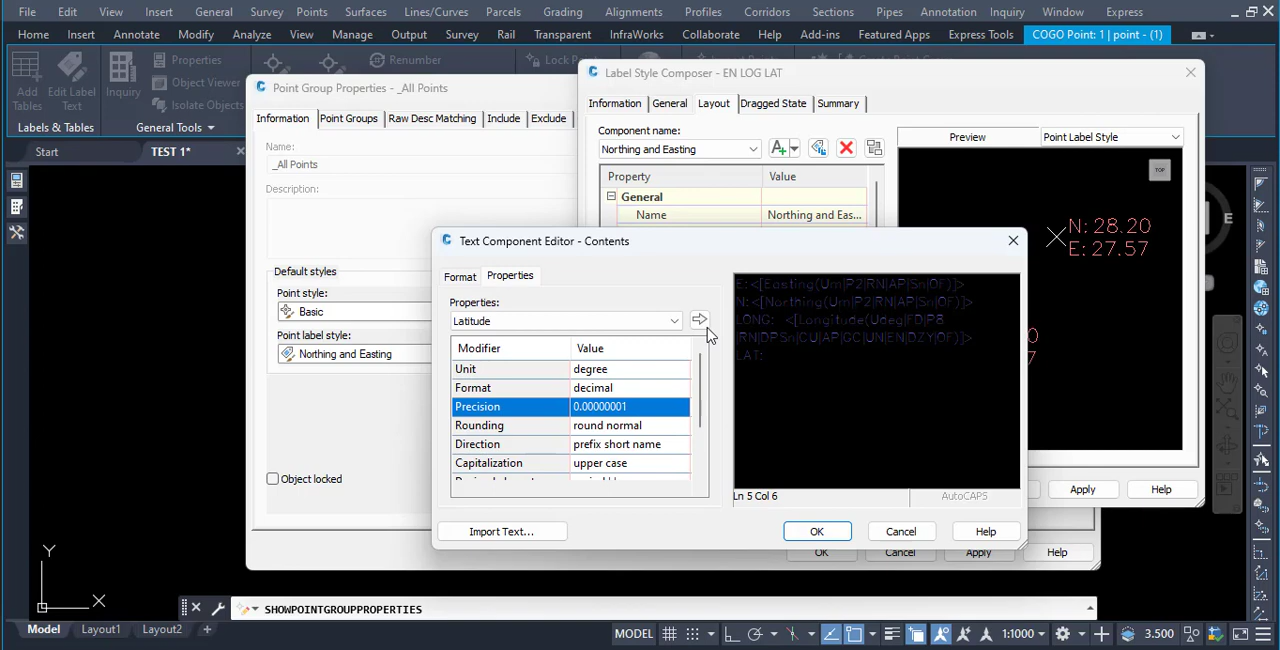 File Edit View Insert General Survey Points Surfaces Lines/Curves Parcels Grading Alignments Profiles Corridors Sections Pipes Annotation Inquiry Window Express
Home Insert Annotate Modify Analyze View Manage Output Survey Rail Transparent InfraWorks Collaborate Help Add-ins Featured Apps Express Tools COGO Point: 1 | point - (1)
Add Tables
Edit Label Text
Inquiry
Properties
Object Viewer
Isolate Objects
Renumber
Lock Po
Labels & Tables
General Tools
Start
TEST 1*
Point Group Properties - _All Points
Information Point Groups Raw Desc Matching Include Exclude
Name:
_All Points
Description:
Default styles
Point style:
Basic
Point label style:
Northing and Easting
Object locked
OK Cancel Apply Help
Label Style Composer - EN LOG LAT
Information General Layout Dragged State Summary
Component name:
Northing and Easting
Property Value
General
Name Northing and Eas...
Preview
Point Label Style
TOP
E
N: 28.20
E: 27.57
Apply Help
Text Component Editor - Contents
Format Properties
Properties:
Latitude
Modifier Value
Unit degree
Format decimal
Precision 0.00000001
Rounding round normal
Direction prefix short name
Capitalization upper case
E:<[Easting(Um|P2|RN|AP|Sn|OF)]>
N:<[Northing(Um|P2|RN|AP|Sn|OF)]>
LONG: <[Longitude(Udeg|FD|P8
|RN|DPSn|CU|AP|GC|UN|EN|DZY|OF)]>
LAT:
Ln 5 Col 6
AutoCAPS
Import Text...
OK Cancel Help
Y
X
SHOWPOINTGROUPPROPERTIES
Model Layout1 Layout2 +
MODEL
1:1000
3.500